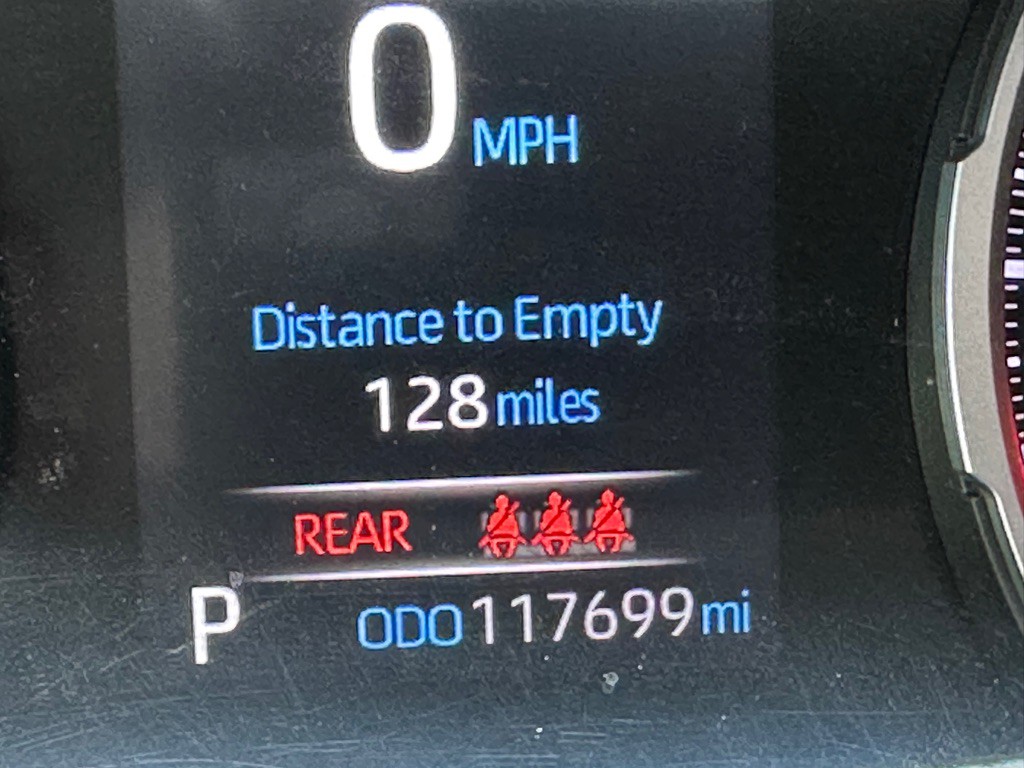 0 MPH
Distance to Empty
128 miles
REAR
P ODO 117699 mi